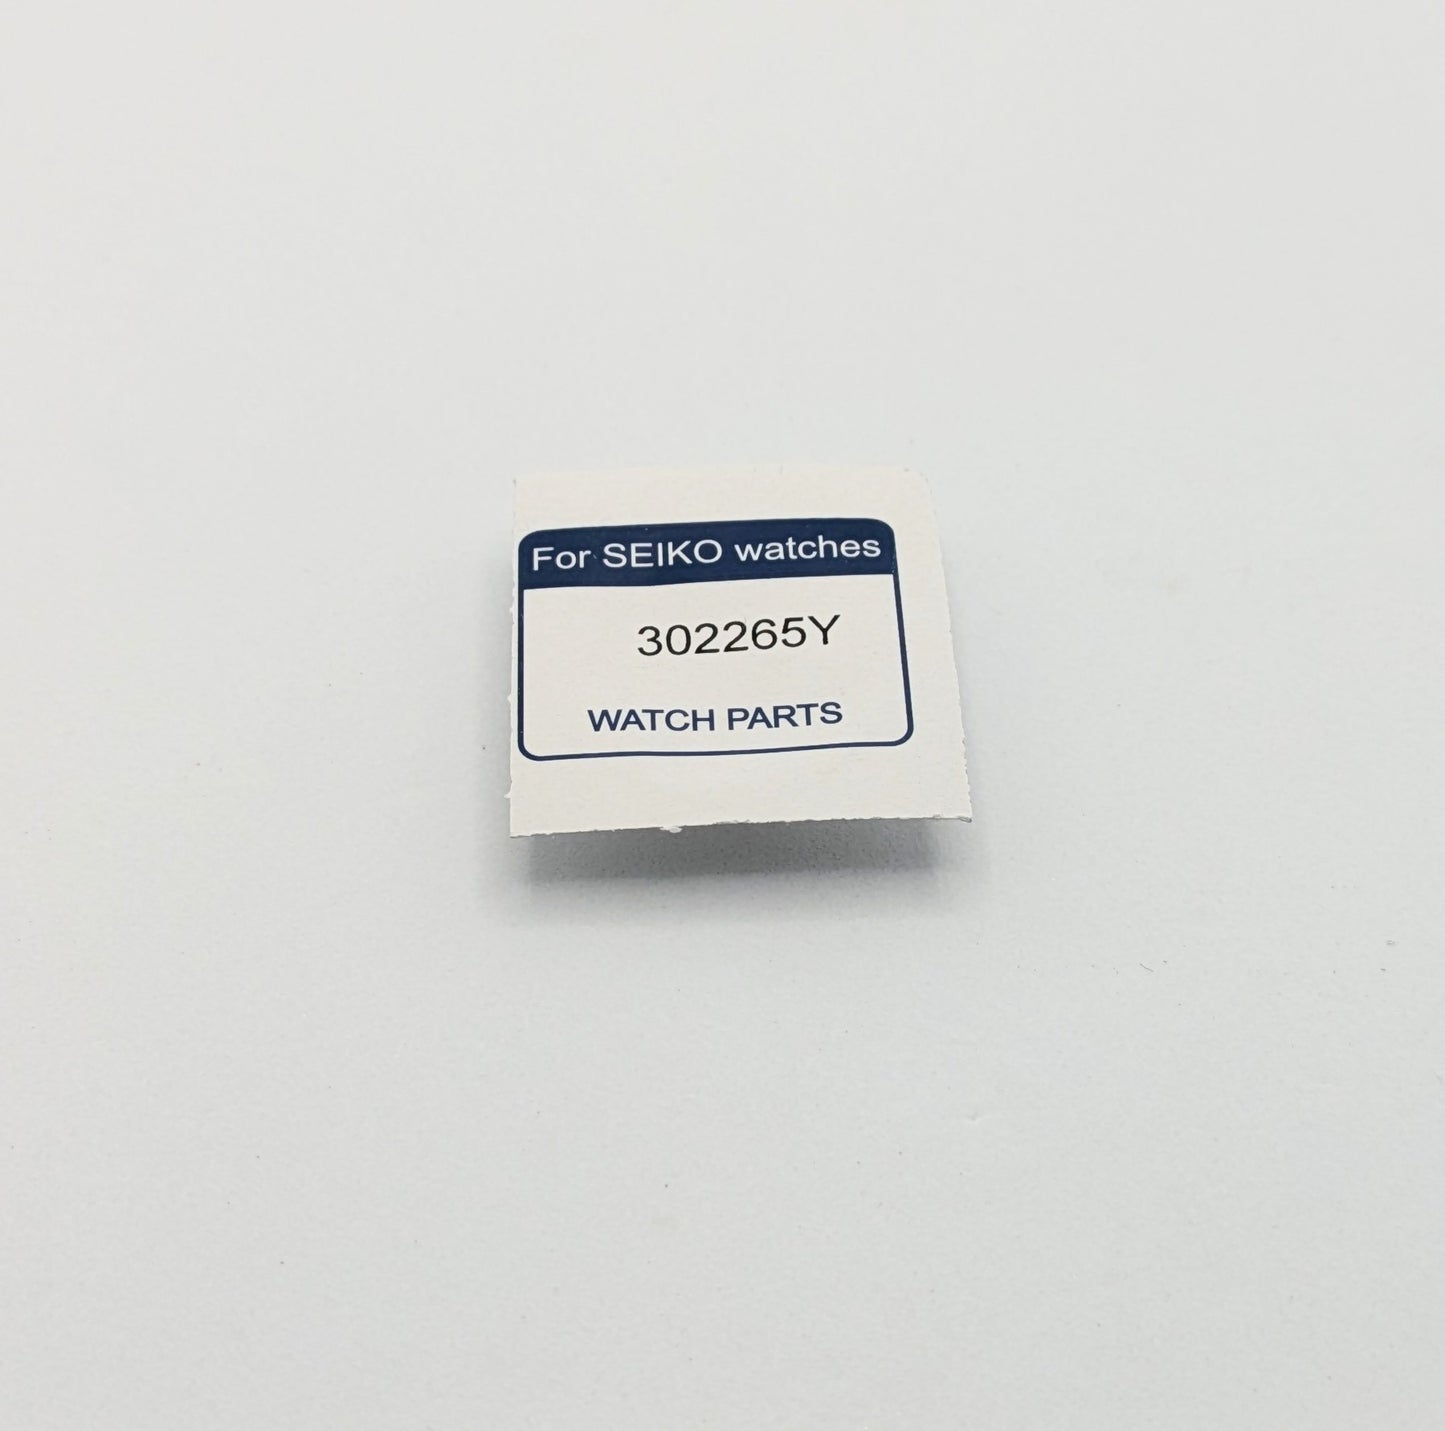 For SEIKO watches
302265Y
WATCH PARTS